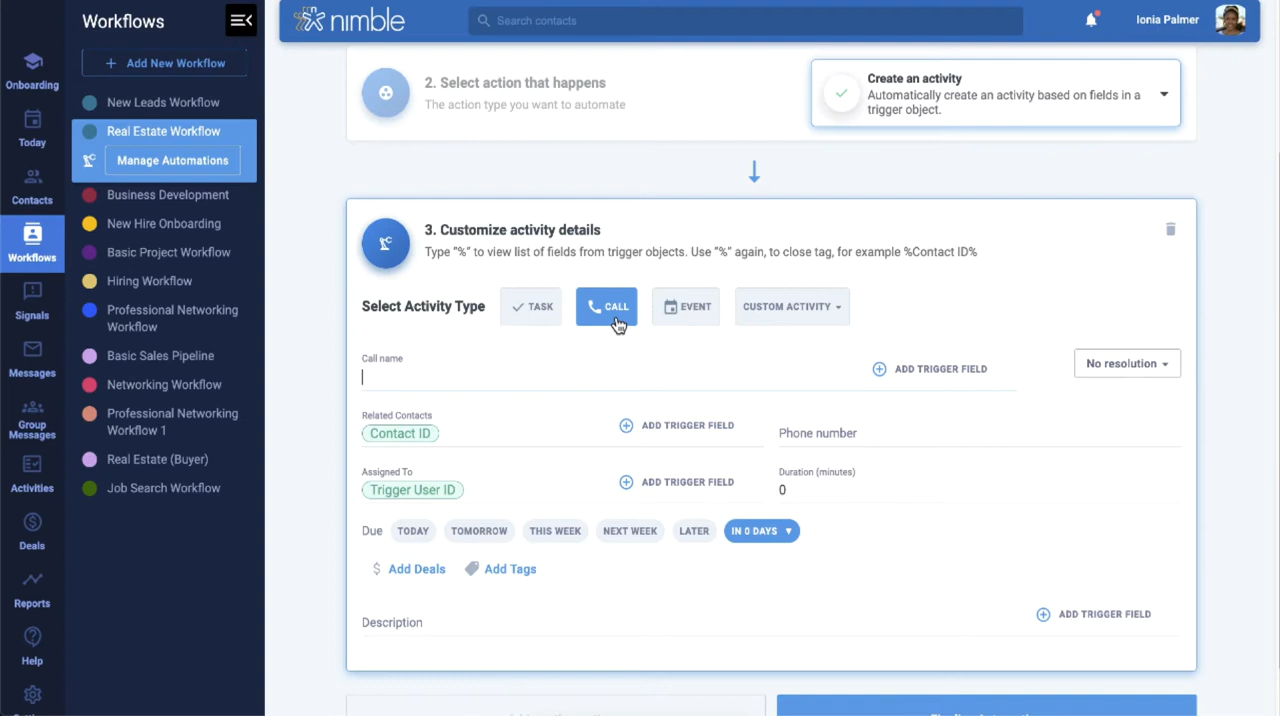 Workflows
nimble
Search contacts
Ionia Palmer
Onboarding
Today
Contacts
Workflows
Signals
Messages
Group
Messages
Activities
Deals
Reports
Help
Add New Workflow
New Leads Workflow
Real Estate Workflow
Manage Automations
Business Development
New Hire Onboarding
Basic Project Workflow
Hiring Workflow
Professional Networking
Workflow
Basic Sales Pipeline
Networking Workflow
Professional Networking
Workflow 1
Real Estate (Buyer)
Job Search Workflow
2. Select action that happens
The action type you want to automate
Create an activity
Automatically create an activity based on fields in a
trigger object.
3. Customize activity details
Type "%" to view list of fields from trigger objects. Use "%" again, to close tag, for example %Contact ID%
Select Activity Type
TASK
CALL
EVENT
CUSTOM ACTIVITY
Call name
ADD TRIGGER FIELD
No resolution
Related Contacts
Contact ID
ADD TRIGGER FIELD
Phone number
Assigned To
Trigger User ID
ADD TRIGGER FIELD
Duration (minutes)
0
Due
TODAY
TOMORROW
THIS WEEK
NEXT WEEK
LATER
IN 0 DAYS
$ Add Deals
Add Tags
Description
ADD TRIGGER FIELD